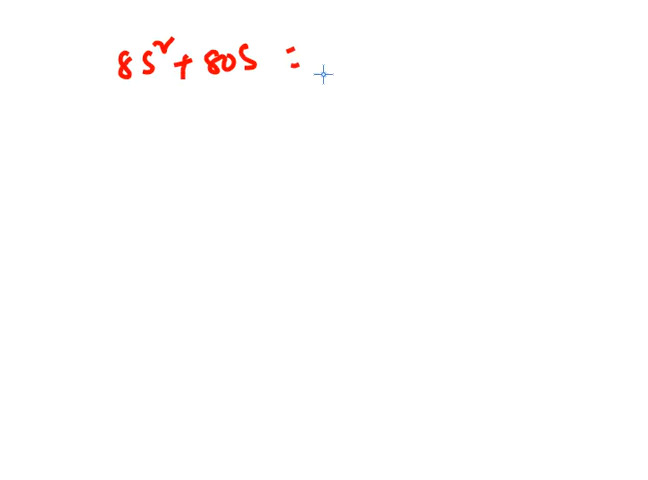 8s² + 80s =